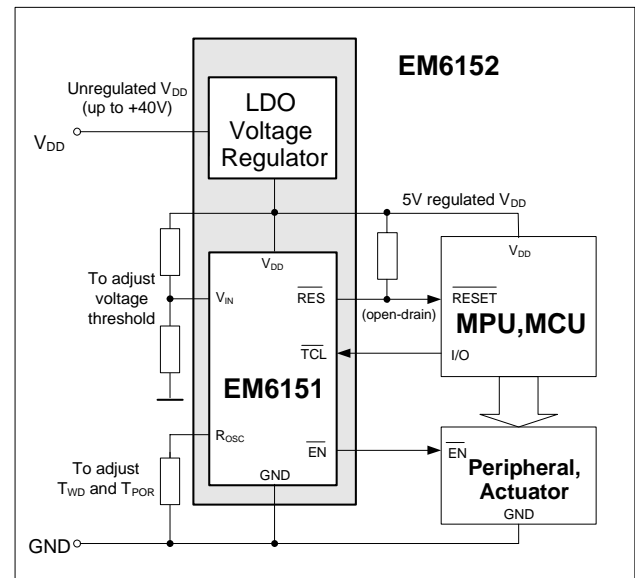 EM6152
Unregulated VDD
(up to +40V)
VDD
LDO
Voltage
Regulator
5V regulated VDD
VDD
VDD
To adjust
voltage
threshold
VIN
RES
(open-drain)
RESET
MPU,MCU
TCL
I/O
EM6151
ROSC
EN
EN
Peripheral,
Actuator
To adjust
TWD and TPOR
GND
GND
GND